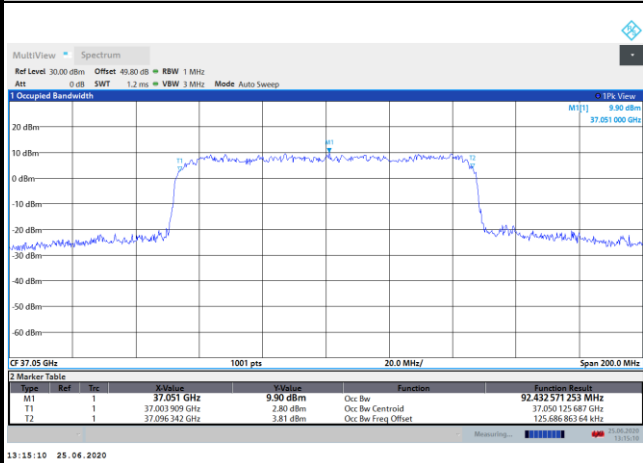 MultiView Spectrum
Ref Level 30.00 dBm Offset 49.80 dB RBW 1 MHz
Att 0 dB SWT 1.2 ms VBW 3 MHz Mode Auto Sweep
1 Occupied Bandwidth 1Pk View
M1[1] 9.90 dBm
37.051 000 GHz
20 dBm
M1
10 dBm
T1 T2
0 dBm
-10 dBm
-20 dBm
-30 dBm
-40 dBm
-50 dBm
-60 dBm
CF 37.05 GHz 1001 pts 20.0 MHz/ Span 200.0 MHz
2 Marker Table
Type Ref Trc X-Value Y-Value Function Function Result
M1 1 37.051 GHz 9.90 dBm Occ Bw 92.432 571 253 MHz
T1 1 37.003 909 GHz 2.80 dBm Occ Bw Centroid 37.050 125 687 GHz
T2 1 37.096 342 GHz 3.81 dBm Occ Bw Freq Offset 125.686 863 64 kHz
Measuring... 25.06.2020
13:15:10
13:15:10 25.06.2020